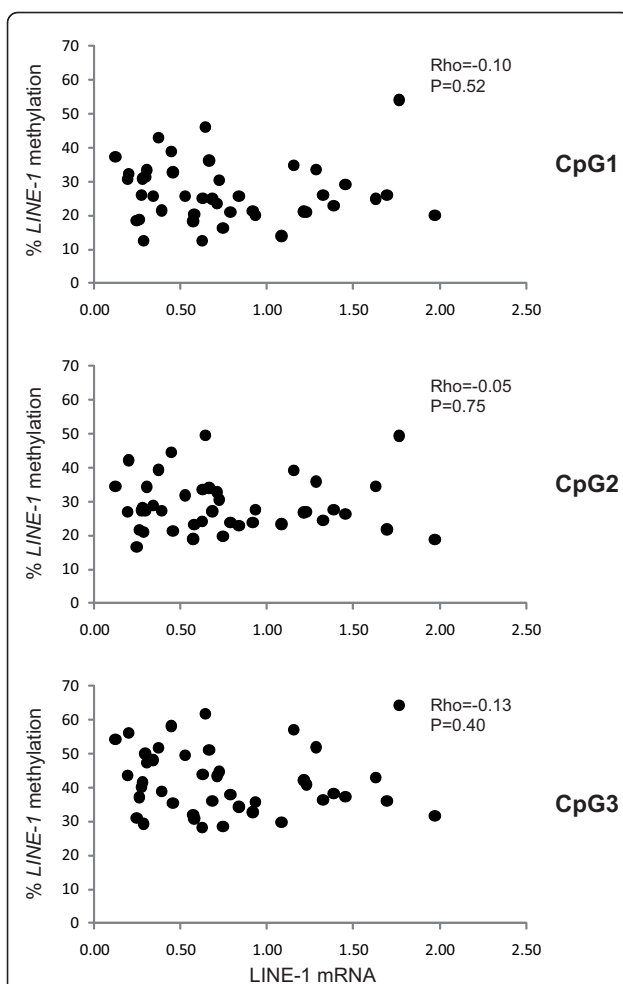 70
60
50
40
30
20
10
0
% LINE-1 methylation
Rho=-0.10
P=0.52
CpG1
0.00 0.50 1.00 1.50 2.00 2.50
70
60
50
40
30
20
10
0
% LINE-1 methylation
Rho=-0.05
P=0.75
CpG2
0.00 0.50 1.00 1.50 2.00 2.50
70
60
50
40
30
20
10
0
% LINE-1 methylation
Rho=-0.13
P=0.40
CpG3
0.00 0.50 1.00 1.50 2.00 2.50
LINE-1 mRNA